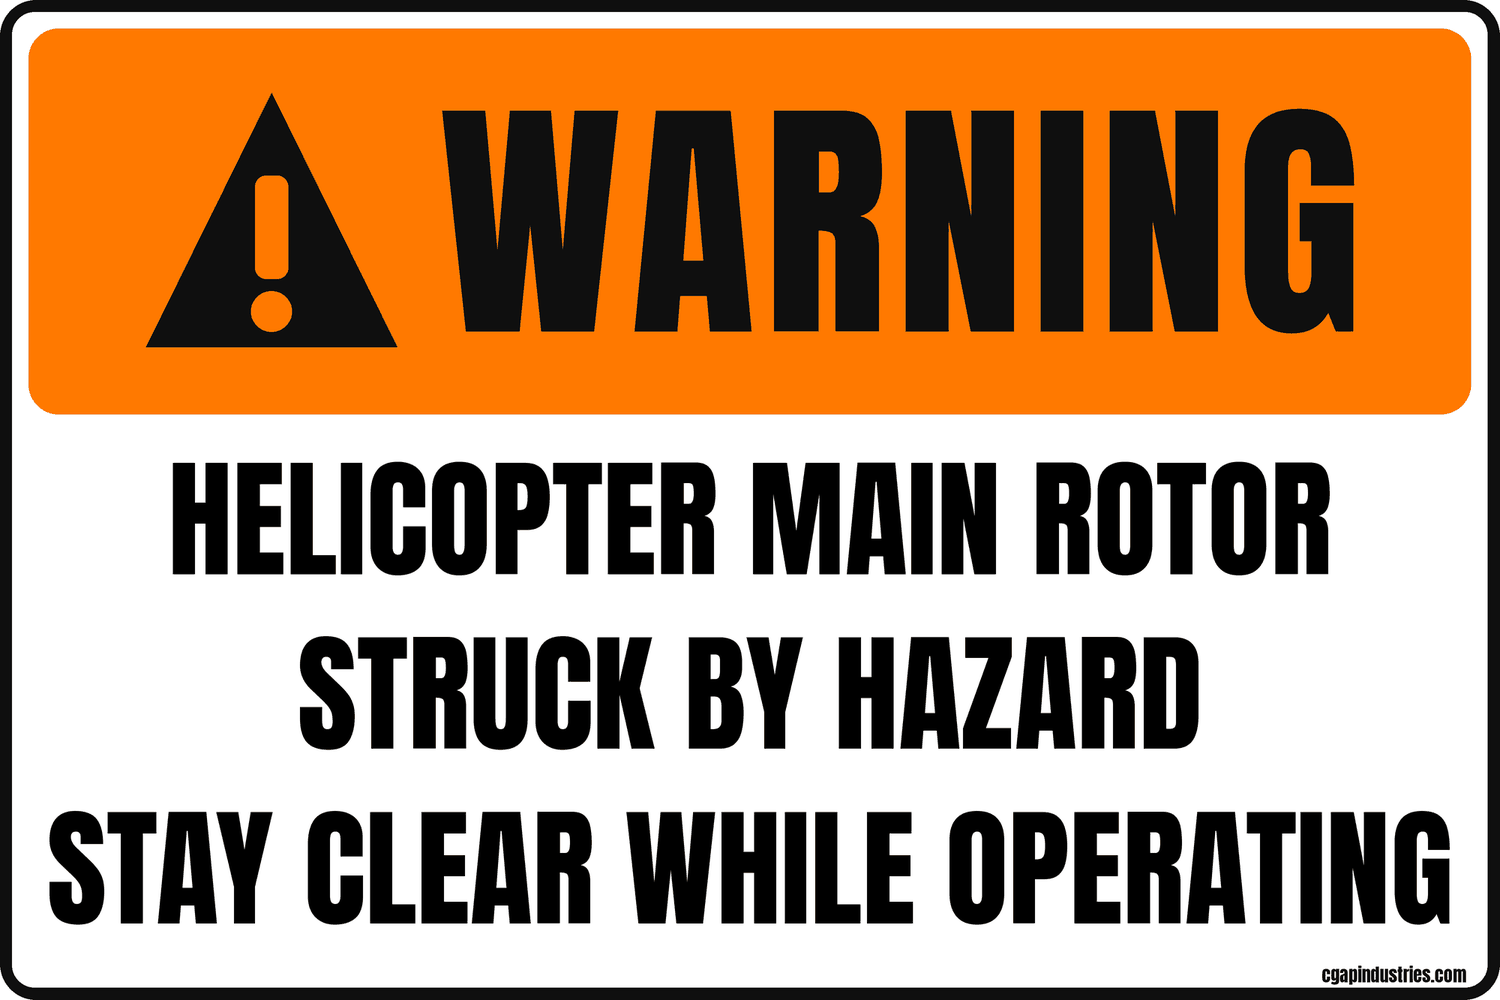 WARNING
HELICOPTER MAIN ROTOR
STRUCK BY HAZARD
STAY CLEAR WHILE OPERATING
cgapindustries.com